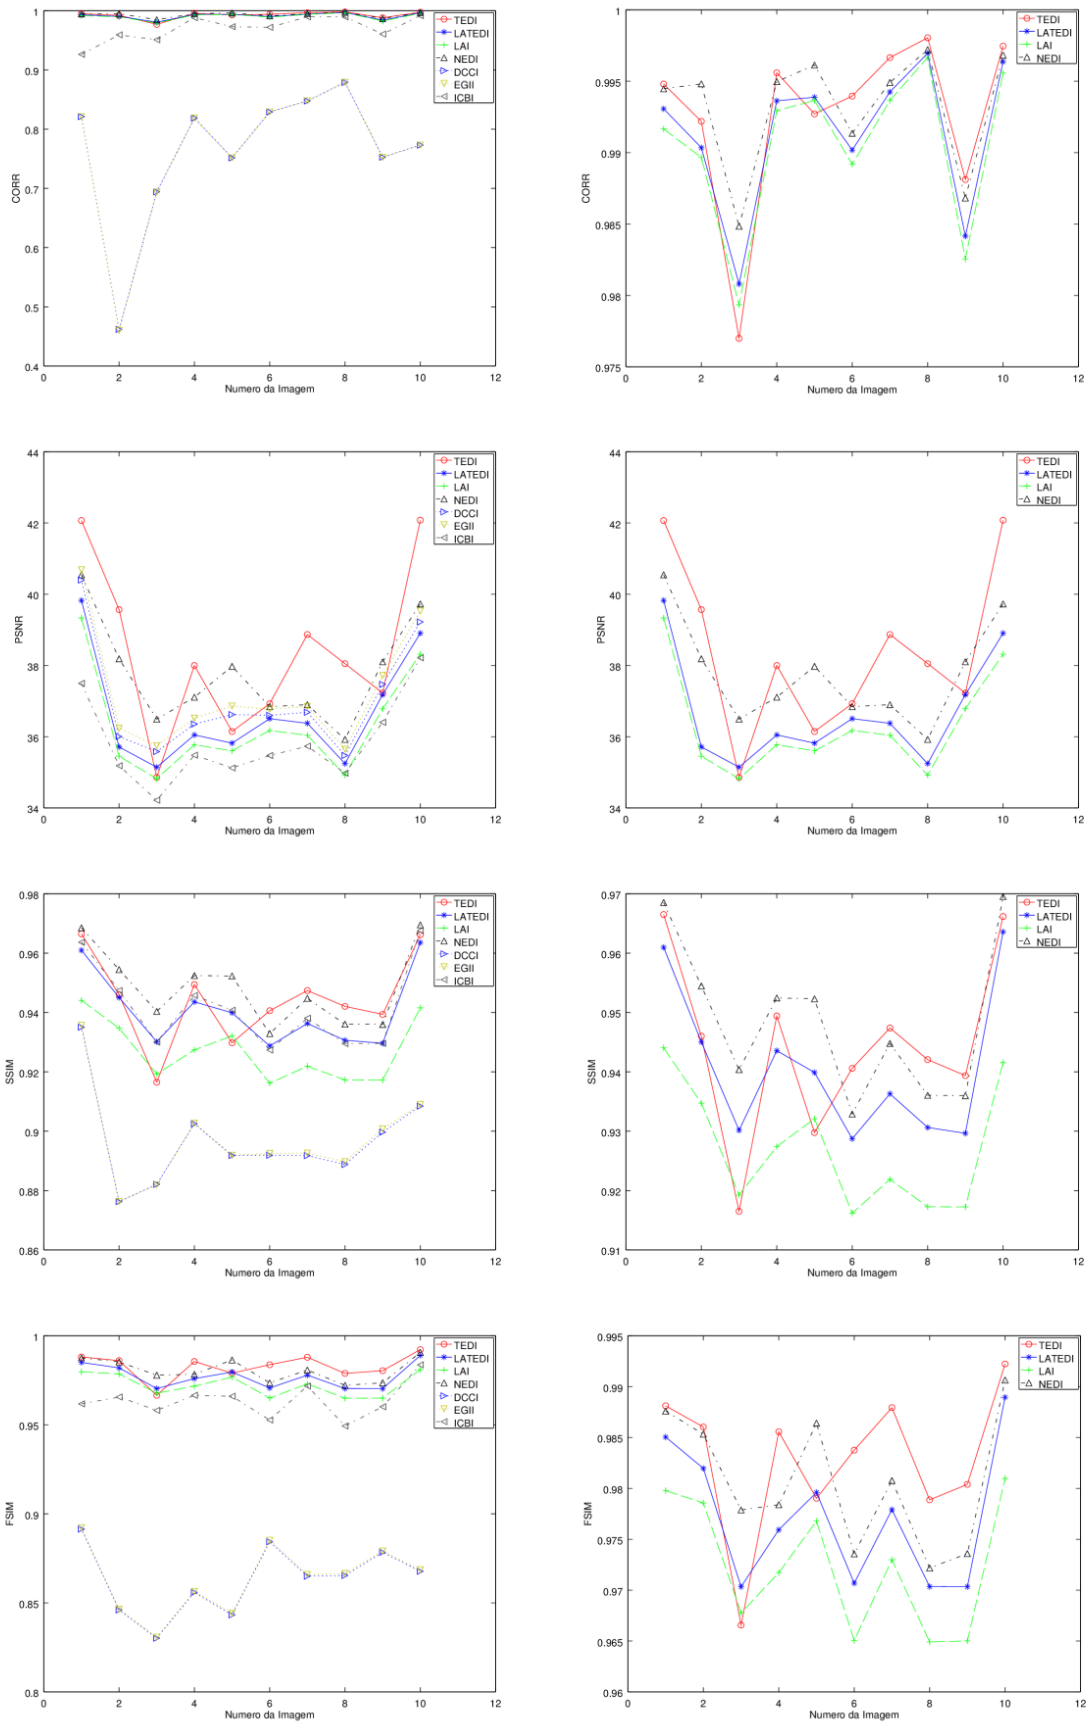 1
0.9
0.8
0.7
0.6
0.5
0.4
CORR
0 2 4 6 8 10 12
Numero da Imagem
TEDI
LATEDI
LAI
NEDI
DCCI
EGII
ICBI
1
0.995
0.99
0.985
0.98
0.975
CORR
0 2 4 6 8 10 12
Numero da Imagem
TEDI
LATEDI
LAI
NEDI
44
42
40
38
36
34
PSNR
0 2 4 6 8 10 12
Numero da Imagem
TEDI
LATEDI
LAI
NEDI
DCCI
EGII
ICBI
44
42
40
38
36
34
PSNR
0 2 4 6 8 10 12
Numero da Imagem
TEDI
LATEDI
LAI
NEDI
0.98
0.96
0.94
0.92
0.9
0.88
0.86
SSIM
0 2 4 6 8 10 12
Numero da Imagem
TEDI
LATEDI
LAI
NEDI
DCCI
EGII
ICBI
0.97
0.96
0.95
0.94
0.93
0.92
0.91
SSIM
0 2 4 6 8 10 12
Numero da Imagem
TEDI
LATEDI
LAI
NEDI
1
0.95
0.9
0.85
0.8
FSIM
0 2 4 6 8 10 12
Numero da Imagem
TEDI
LATEDI
LAI
NEDI
DCCI
EGII
ICBI
0.995
0.99
0.985
0.98
0.975
0.97
0.965
0.96
FSIM
0 2 4 6 8 10 12
Numero da Imagem
TEDI
LATEDI
LAI
NEDI